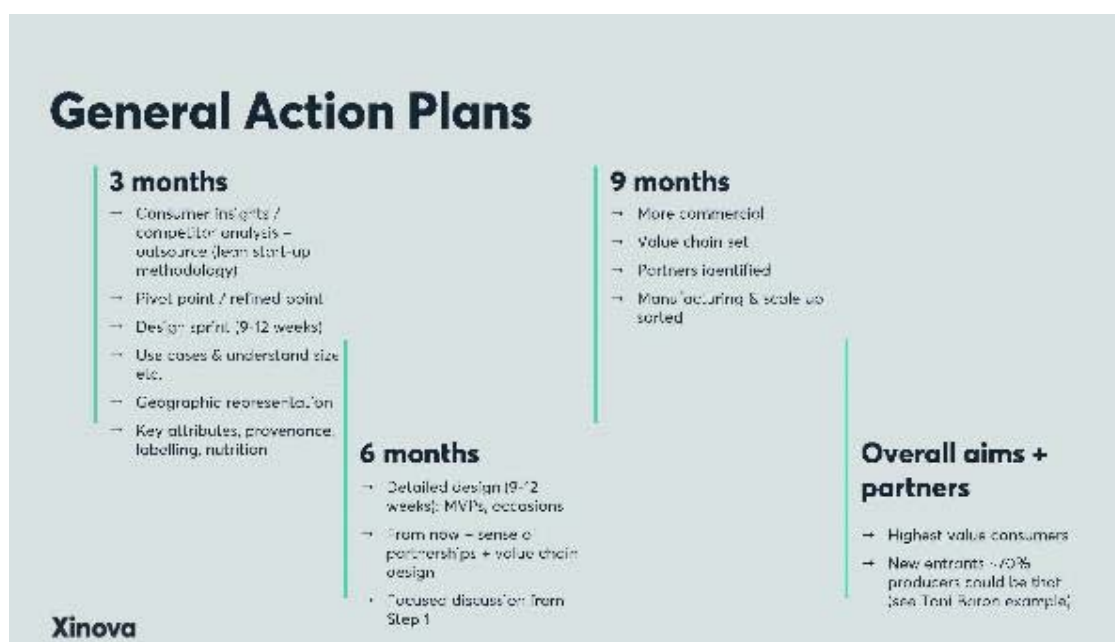 General Action Plans
3 months
→ Consumer insights /
competitor analysis –
outsource (lean start-up
methodology)
→ Pivot point / refined point
→ Design sprint (9-12 weeks)
→ Use cases & understand size
etc.
→ Geographic representation
→ Key attributes, provenance,
labelling, nutrition
6 months
→ Detailed design (9-12
weeks): MVPs, occasions
→ From now – sense of
partnerships + value chain
design
→ Focused discussion from
Step 1
9 months
→ More commercial
→ Value chain set
→ Partners identified
→ Manufacturing & scale up
sorted
Overall aims +
partners
→ Highest value consumers
→ New entrants ~70%
producers could be that
(see Toni example)
Xinova